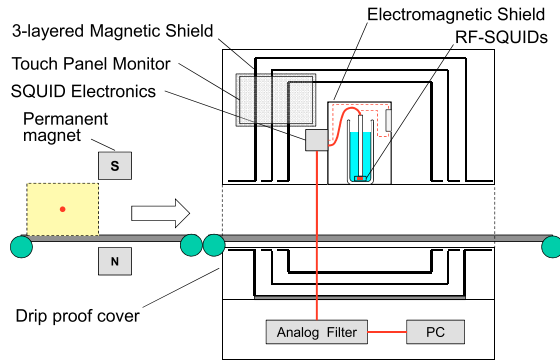 Electromagnetic Shield
3-layered Magnetic Shield
RF-SQUIDs
Touch Panel Monitor
SQUID Electronics
Permanent
magnet
S
N
Drip proof cover
Analog Filter
PC